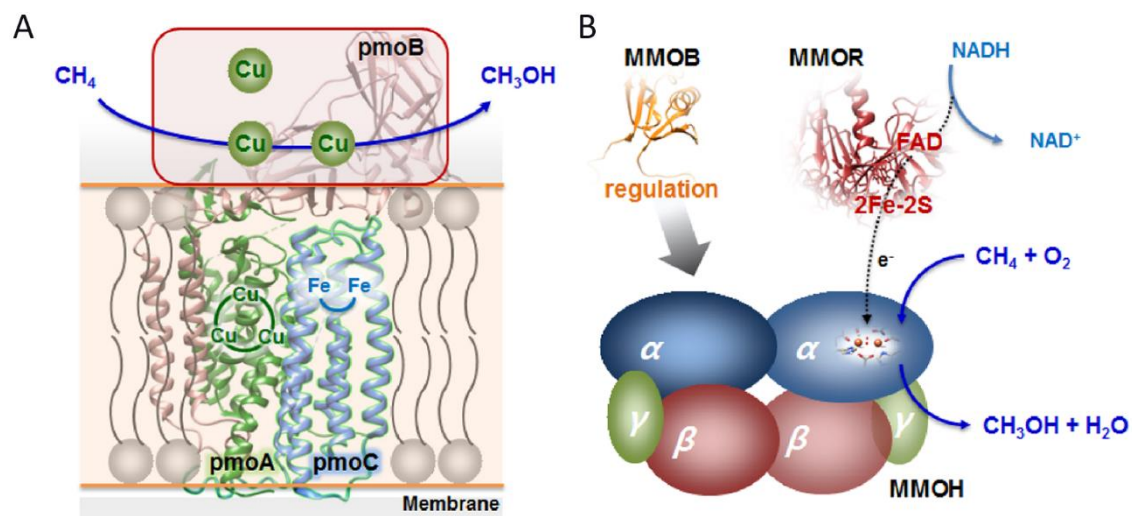 A
pmoB
Cu
CH₄
CH₃OH
Cu
Cu
Fe
Fe
Cu
Cu
Cu
pmoA
pmoC
Membrane
B
MMOB
MMOR
NADH
FAD
NAD⁺
regulation
2Fe-2S
e⁻
CH₄ + O₂
α
α
γ
γ
β
β
CH₃OH + H₂O
MMOH